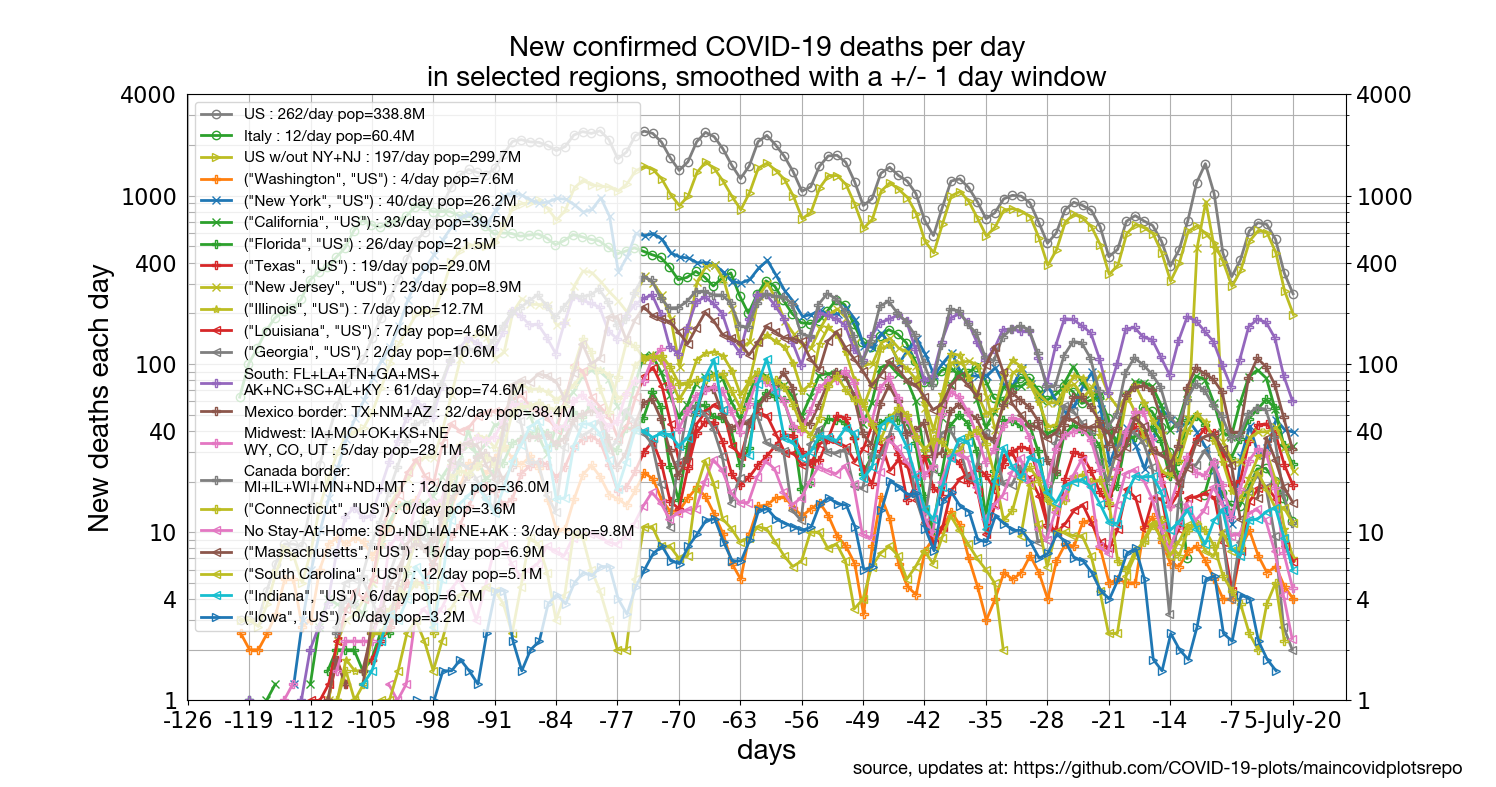 New confirmed COVID-19 deaths per day
in selected regions, smoothed with a +/- 1 day window
New deaths each day
4000
1000
400
100
40
10
4
1
US : 262/day pop=338.8M
Italy : 12/day pop=60.4M
US w/out NY+NJ : 197/day pop=299.7M
("Washington", "US") : 4/day pop=7.6M
("New York", "US") : 40/day pop=26.2M
("California", "US") : 33/day pop=39.5M
("Florida", "US") : 26/day pop=21.5M
("Texas", "US") : 19/day pop=29.0M
("New Jersey", "US") : 23/day pop=8.9M
("Illinois", "US") : 7/day pop=12.7M
("Louisiana", "US") : 7/day pop=4.6M
("Georgia", "US") : 2/day pop=10.6M
South: FL+LA+TN+GA+MS+
AK+NC+SC+AL+KY : 61/day pop=74.6M
Mexico border: TX+NM+AZ : 32/day pop=38.4M
Midwest: IA+MO+OK+KS+NE
WY, CO, UT : 5/day pop=28.1M
Canada border:
MI+IL+WI+MN+ND+MT : 12/day pop=36.0M
("Connecticut", "US") : 0/day pop=3.6M
No Stay-At-Home: SD+ND+IA+NE+AK : 3/day pop=9.8M
("Massachusetts", "US") : 15/day pop=6.9M
("South Carolina", "US") : 12/day pop=5.1M
("Indiana", "US") : 6/day pop=6.7M
("Iowa", "US") : 0/day pop=3.2M
4000
1000
400
100
40
10
4
1
-126 -119 -112 -105 -98 -91 -84 -77 -70 -63 -56 -49 -42 -35 -28 -21 -14 -7 5-July-20
days
source, updates at: https://github.com/COVID-19-plots/maincovidplotsrepo